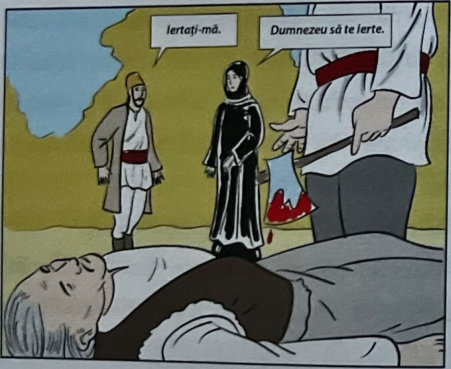 Iertați-mă.
Dumnezeu să te ierte.